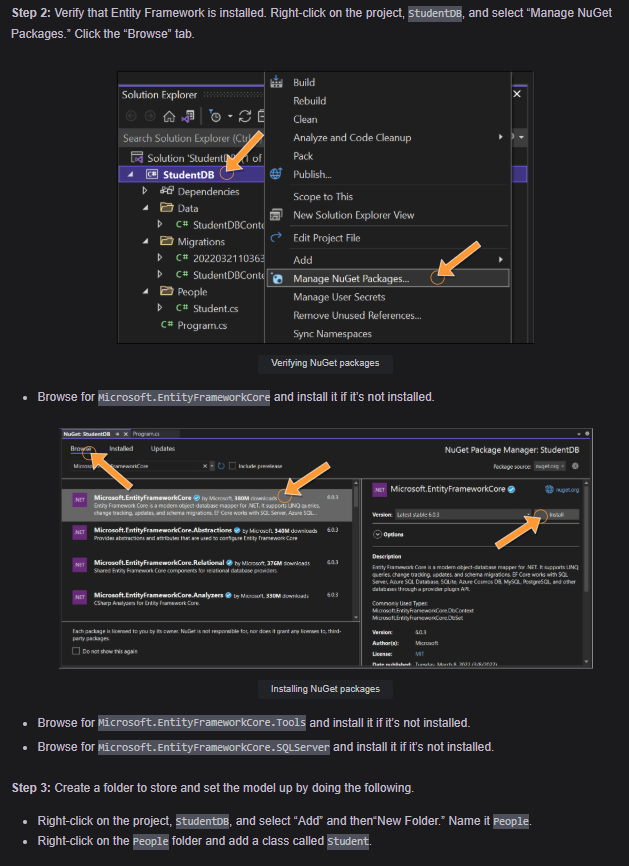 Step 2: Verify that Entity Framework is installed. Right-click on the project, StudentDB, and select “Manage NuGet
Packages.” Click the “Browse” tab.
Solution Explorer
Search Solution Explorer (Ctrl
Solution 'StudentDB' (1 of
StudentDB
Dependencies
Data
C# StudentDBConte
Migrations
C# 2022032110363
C# StudentDBConte
People
C# Student.cs
C# Program.cs
Build
Rebuild
Clean
Analyze and Code Cleanup
Pack
Publish...
Scope to This
New Solution Explorer View
Edit Project File
Add
Manage NuGet Packages...
Manage User Secrets
Remove Unused References...
Sync Namespaces
Verifying NuGet packages
• Browse for Microsoft.EntityFrameworkCore and install it if it’s not installed.
NuGet: StudentDB Program.cs
Browse Installed Updates
NuGet Package Manager: StudentDB
Include prerelease
Package source: nuget.org
.NET Microsoft.EntityFrameworkCore by Microsoft, 380M downloads 6.0.3
Entity Framework Core is a modern object-database mapper for .NET. It supports LINQ queries,
change tracking, updates, and schema migrations. EF Core works with SQL Server, Azure SQL...
.NET Microsoft.EntityFrameworkCore.Abstractions by Microsoft, 340M downloads 6.0.3
Provides abstractions and attributes that are used to configure Entity Framework Core
.NET Microsoft.EntityFrameworkCore.Relational by Microsoft, 376M downloads 6.0.3
Shared Entity Framework Core components for relational database providers.
.NET Microsoft.EntityFrameworkCore.Analyzers by Microsoft, 330M downloads 6.0.3
CSharp Analyzers for Entity Framework Core.
Each package is licensed to you by its owner. NuGet is not responsible for, nor does it grant any licenses to, third-
party packages.
Do not show this again
.NET Microsoft.EntityFrameworkCore nuget.org
Version: Latest stable 6.0.3 Install
Options
Description
Entity Framework Core is a modern object-database mapper for .NET. It supports LINQ
queries, change tracking, updates, and schema migrations. EF Core works with SQL
Server, Azure SQL Database, SQLite, Azure Cosmos DB, MySQL, PostgreSQL, and other
databases through a provider plugin API.
Commonly Used Types:
Microsoft.EntityFrameworkCore.DbContext
Microsoft.EntityFrameworkCore.DbSet
Version: 6.0.3
Author(s): Microsoft
License: MIT
Date published: Tuesday, March 8, 2022 (3/8/2022)
Installing NuGet packages
• Browse for Microsoft.EntityFrameworkCore.Tools and install it if it’s not installed.
• Browse for Microsoft.EntityFrameworkCore.SQLServer and install it if it’s not installed.
Step 3: Create a folder to store and set the model up by doing the following.
• Right-click on the project, StudentDB, and select “Add” and then“New Folder.” Name it People.
• Right-click on the People folder and add a class called Student.